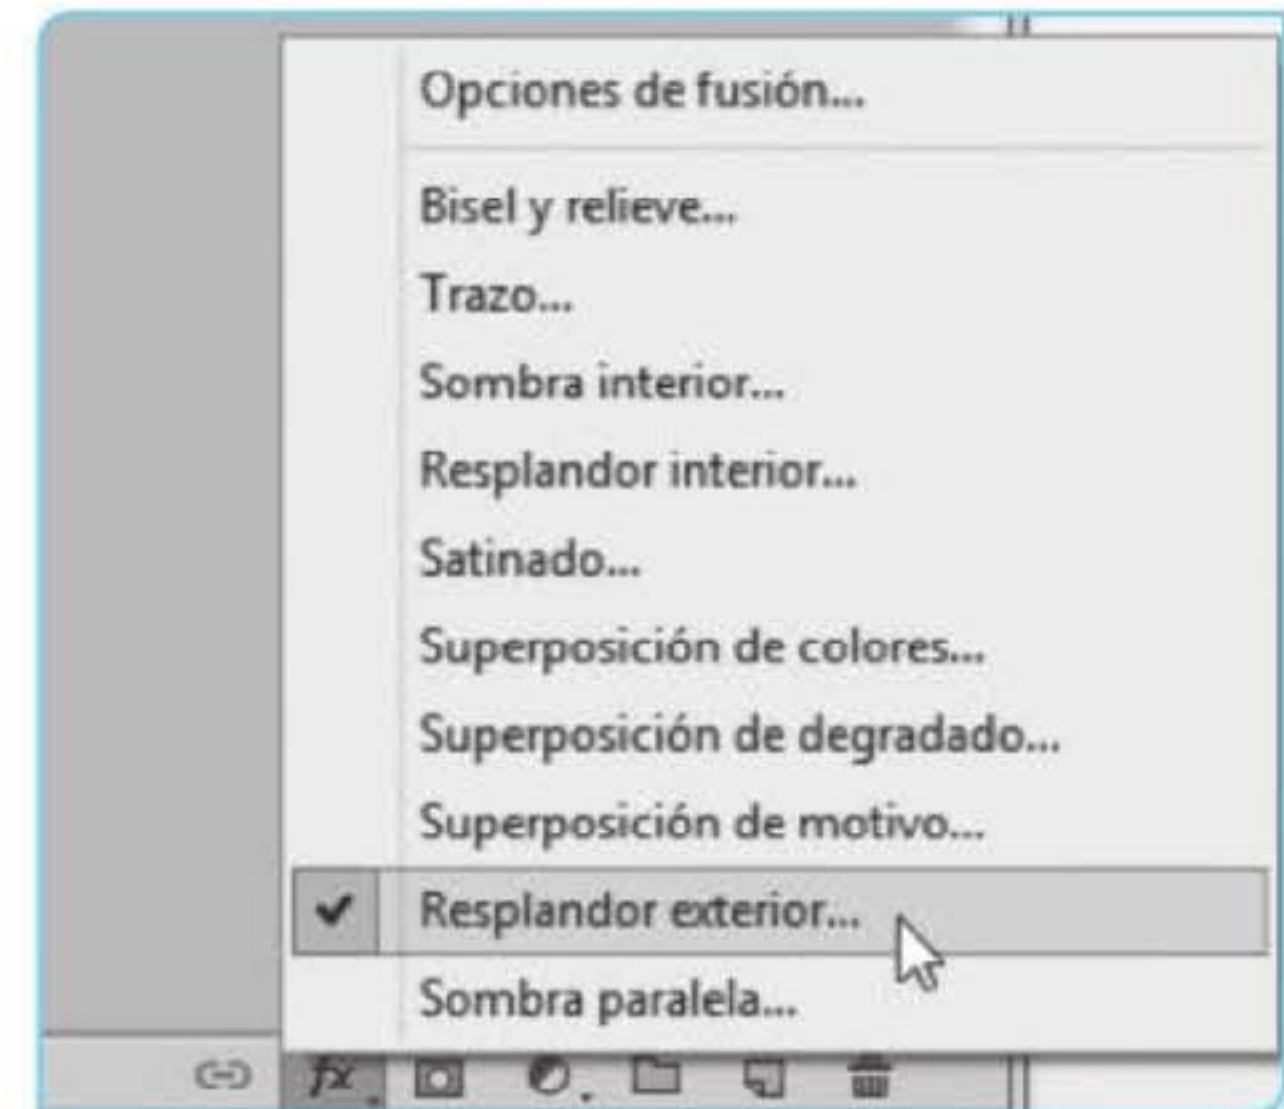 Opciones de fusión...
Bisel y relieve...
Trazo...
Sombra interior...
Resplandor interior...
Satinado...
Superposición de colores...
Superposición de degradado...
Superposición de motivo...
Resplandor exterior...
Sombra paralela...
fx